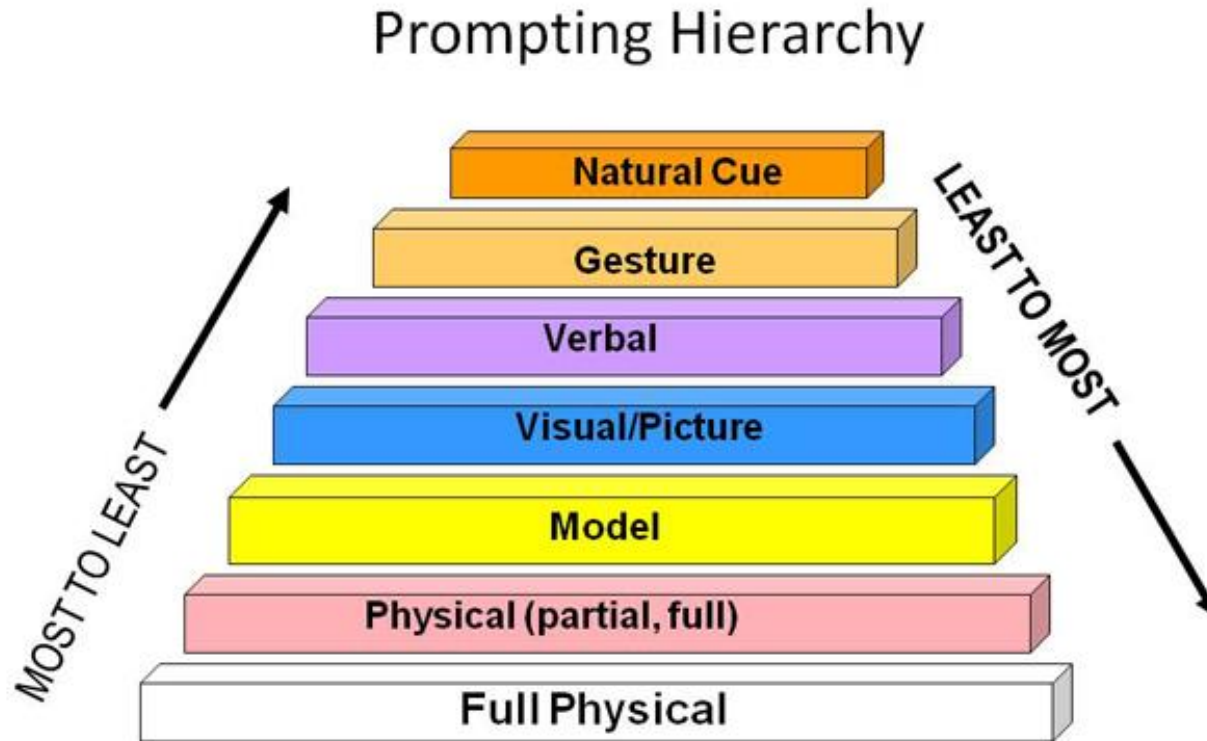 Prompting Hierarchy
Natural Cue
Gesture
Verbal
Visual/Picture
Model
Physical (partial, full)
Full Physical
MOST TO LEAST
LEAST TO MOST